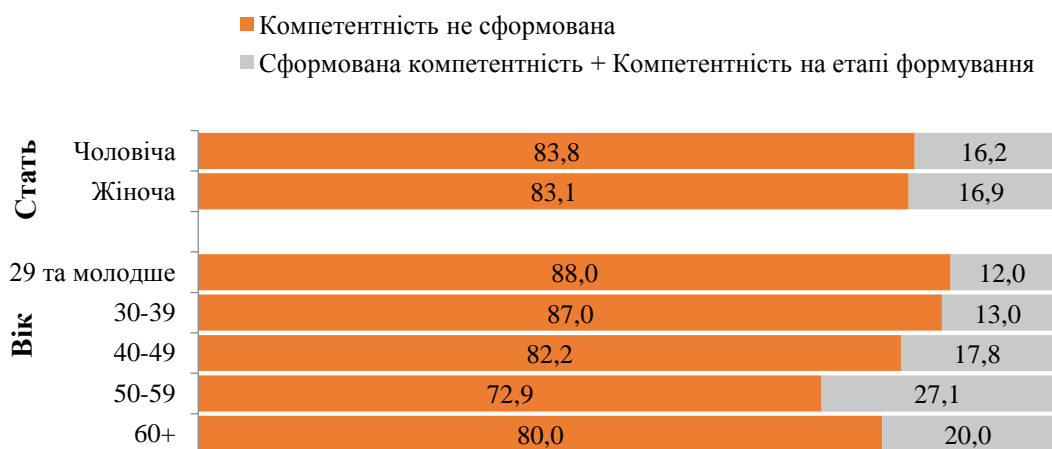 Компетентність не сформована
Сформована компетентність + Компетентність на етапі формування
Стать
Чоловіча 83,8 16,2
Жіноча 83,1 16,9
Вік
29 та молодше 88,0 12,0
30-39 87,0 13,0
40-49 82,2 17,8
50-59 72,9 27,1
60+ 80,0 20,0